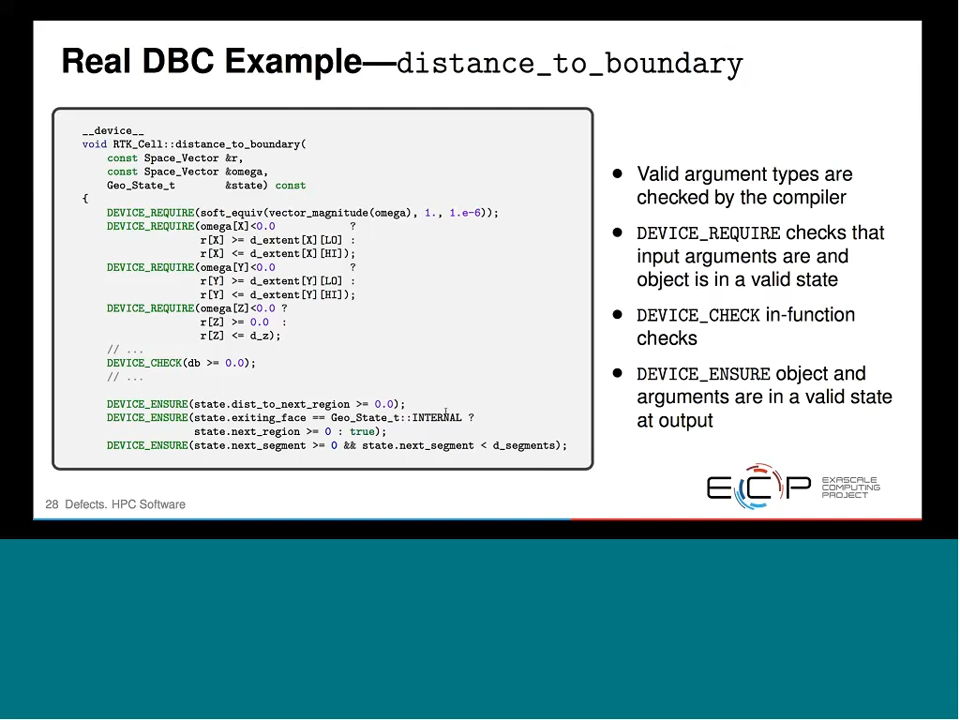 Real DBC Example—distance_to_boundary
__device__
void RTK_Cell::distance_to_boundary(
const Space_Vector &r,
const Space_Vector &omega,
Geo_State_t &state) const
{
DEVICE_REQUIRE(soft_equiv(vector_magnitude(omega), 1., 1.e-6));
DEVICE_REQUIRE(omega[X]<0.0 ?
r[X] >= d_extent[X][LO] :
r[X] <= d_extent[X][HI]);
DEVICE_REQUIRE(omega[Y]<0.0 ?
r[Y] >= d_extent[Y][LO] :
r[Y] <= d_extent[Y][HI]);
DEVICE_REQUIRE(omega[Z]<0.0 ?
r[Z] >= 0.0 :
r[Z] <= d_z);
// ...
DEVICE_CHECK(db >= 0.0);
// ...
DEVICE_ENSURE(state.dist_to_next_region >= 0.0);
DEVICE_ENSURE(state.exiting_face == Geo_State_t::INTERNAL ?
state.next_region >= 0 : true);
DEVICE_ENSURE(state.next_segment >= 0 && state.next_segment < d_segments);
● Valid argument types are
checked by the compiler
● DEVICE_REQUIRE checks that
input arguments are and
object is in a valid state
● DEVICE_CHECK in-function
checks
● DEVICE_ENSURE object and
arguments are in a valid state
at output
28 Defects. HPC Software
ECP
EXASCALE
COMPUTING
PROJECT